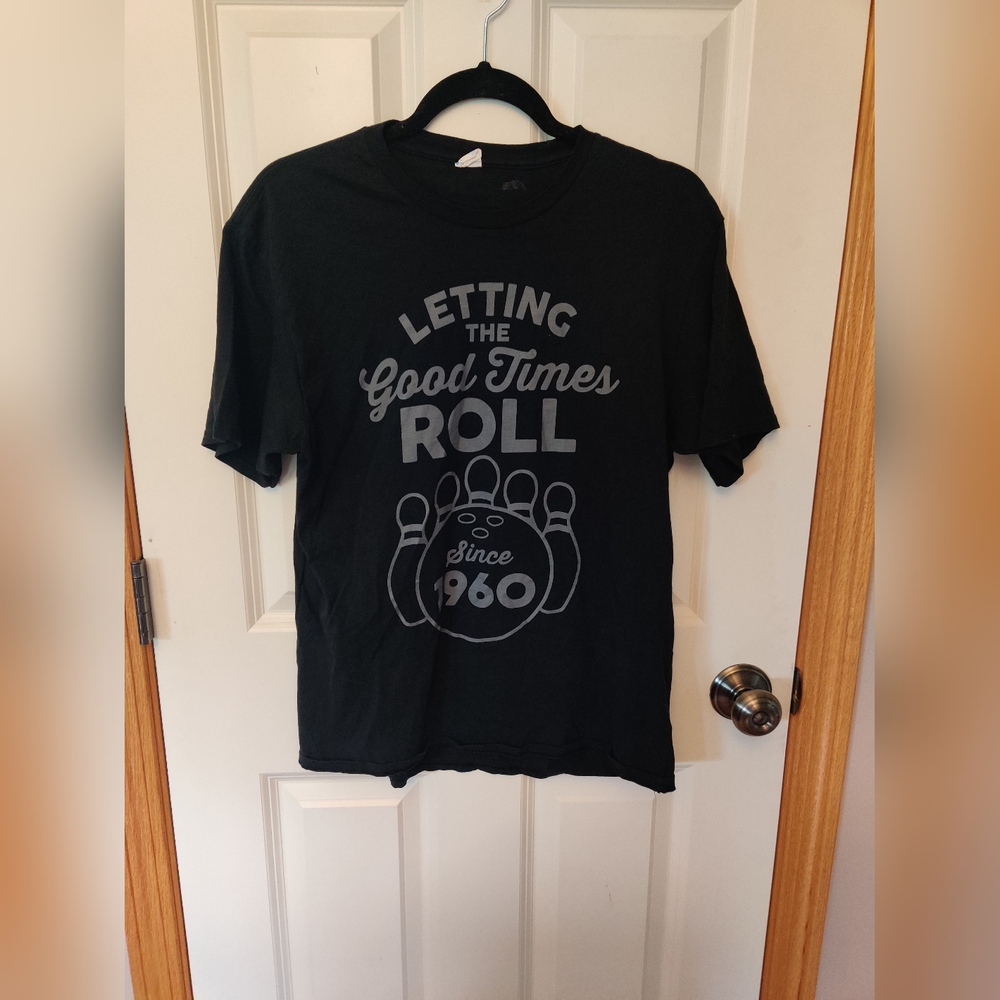 LETTING
THE
Good Times
ROLL
Since
1960